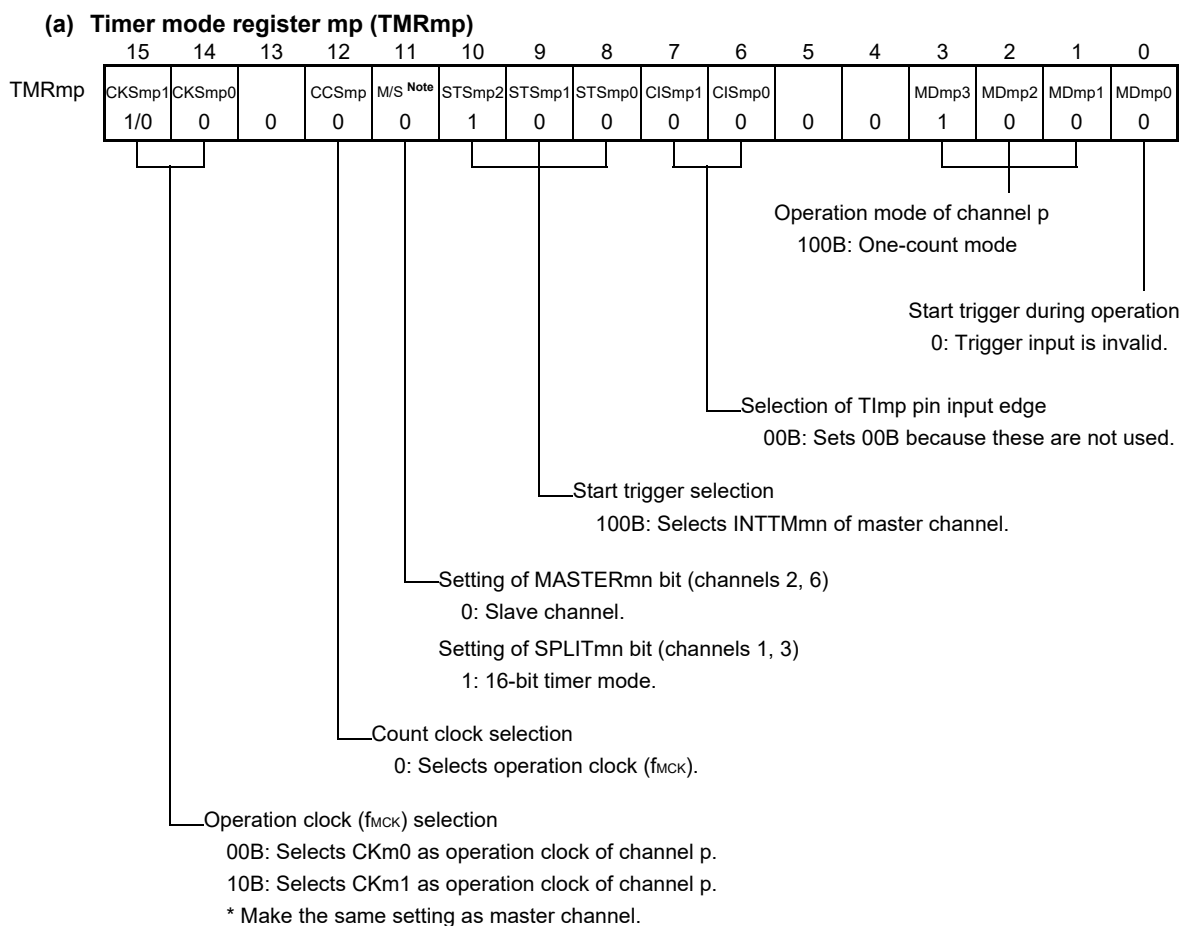 (a) Timer mode register mp (TMRmp)
15 14 13 12 11 10 9 8 7 6 5 4 3 2 1 0
TMRmp CKSmp1 CKSmp0 CCSmp M/S Note STSmp2 STSmp1 STSmp0 CISmp1 CISmp0 MDmp3 MDmp2 MDmp1 MDmp0
1/0 0 0 0 0 1 0 0 0 0 0 0 1 0 0 0
Operation mode of channel p
100B: One-count mode
Start trigger during operation
0: Trigger input is invalid.
Selection of TImp pin input edge
00B: Sets 00B because these are not used.
Start trigger selection
100B: Selects INTTMmn of master channel.
Setting of MASTERmn bit (channels 2, 6)
0: Slave channel.
Setting of SPLITmn bit (channels 1, 3)
1: 16-bit timer mode.
Count clock selection
0: Selects operation clock (fMCK).
Operation clock (fMCK) selection
00B: Selects CKm0 as operation clock of channel p.
10B: Selects CKm1 as operation clock of channel p.
* Make the same setting as master channel.